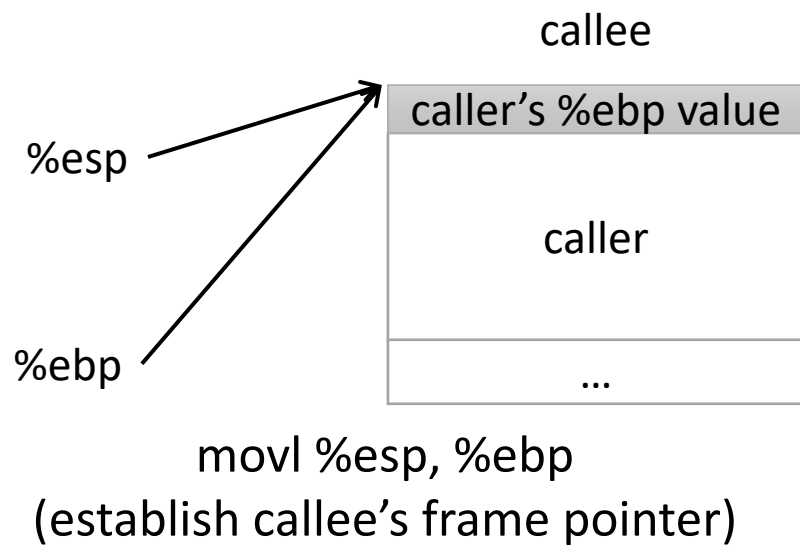 callee
caller’s %ebp value
%esp
caller
%ebp
...
movl %esp, %ebp
(establish callee’s frame pointer)